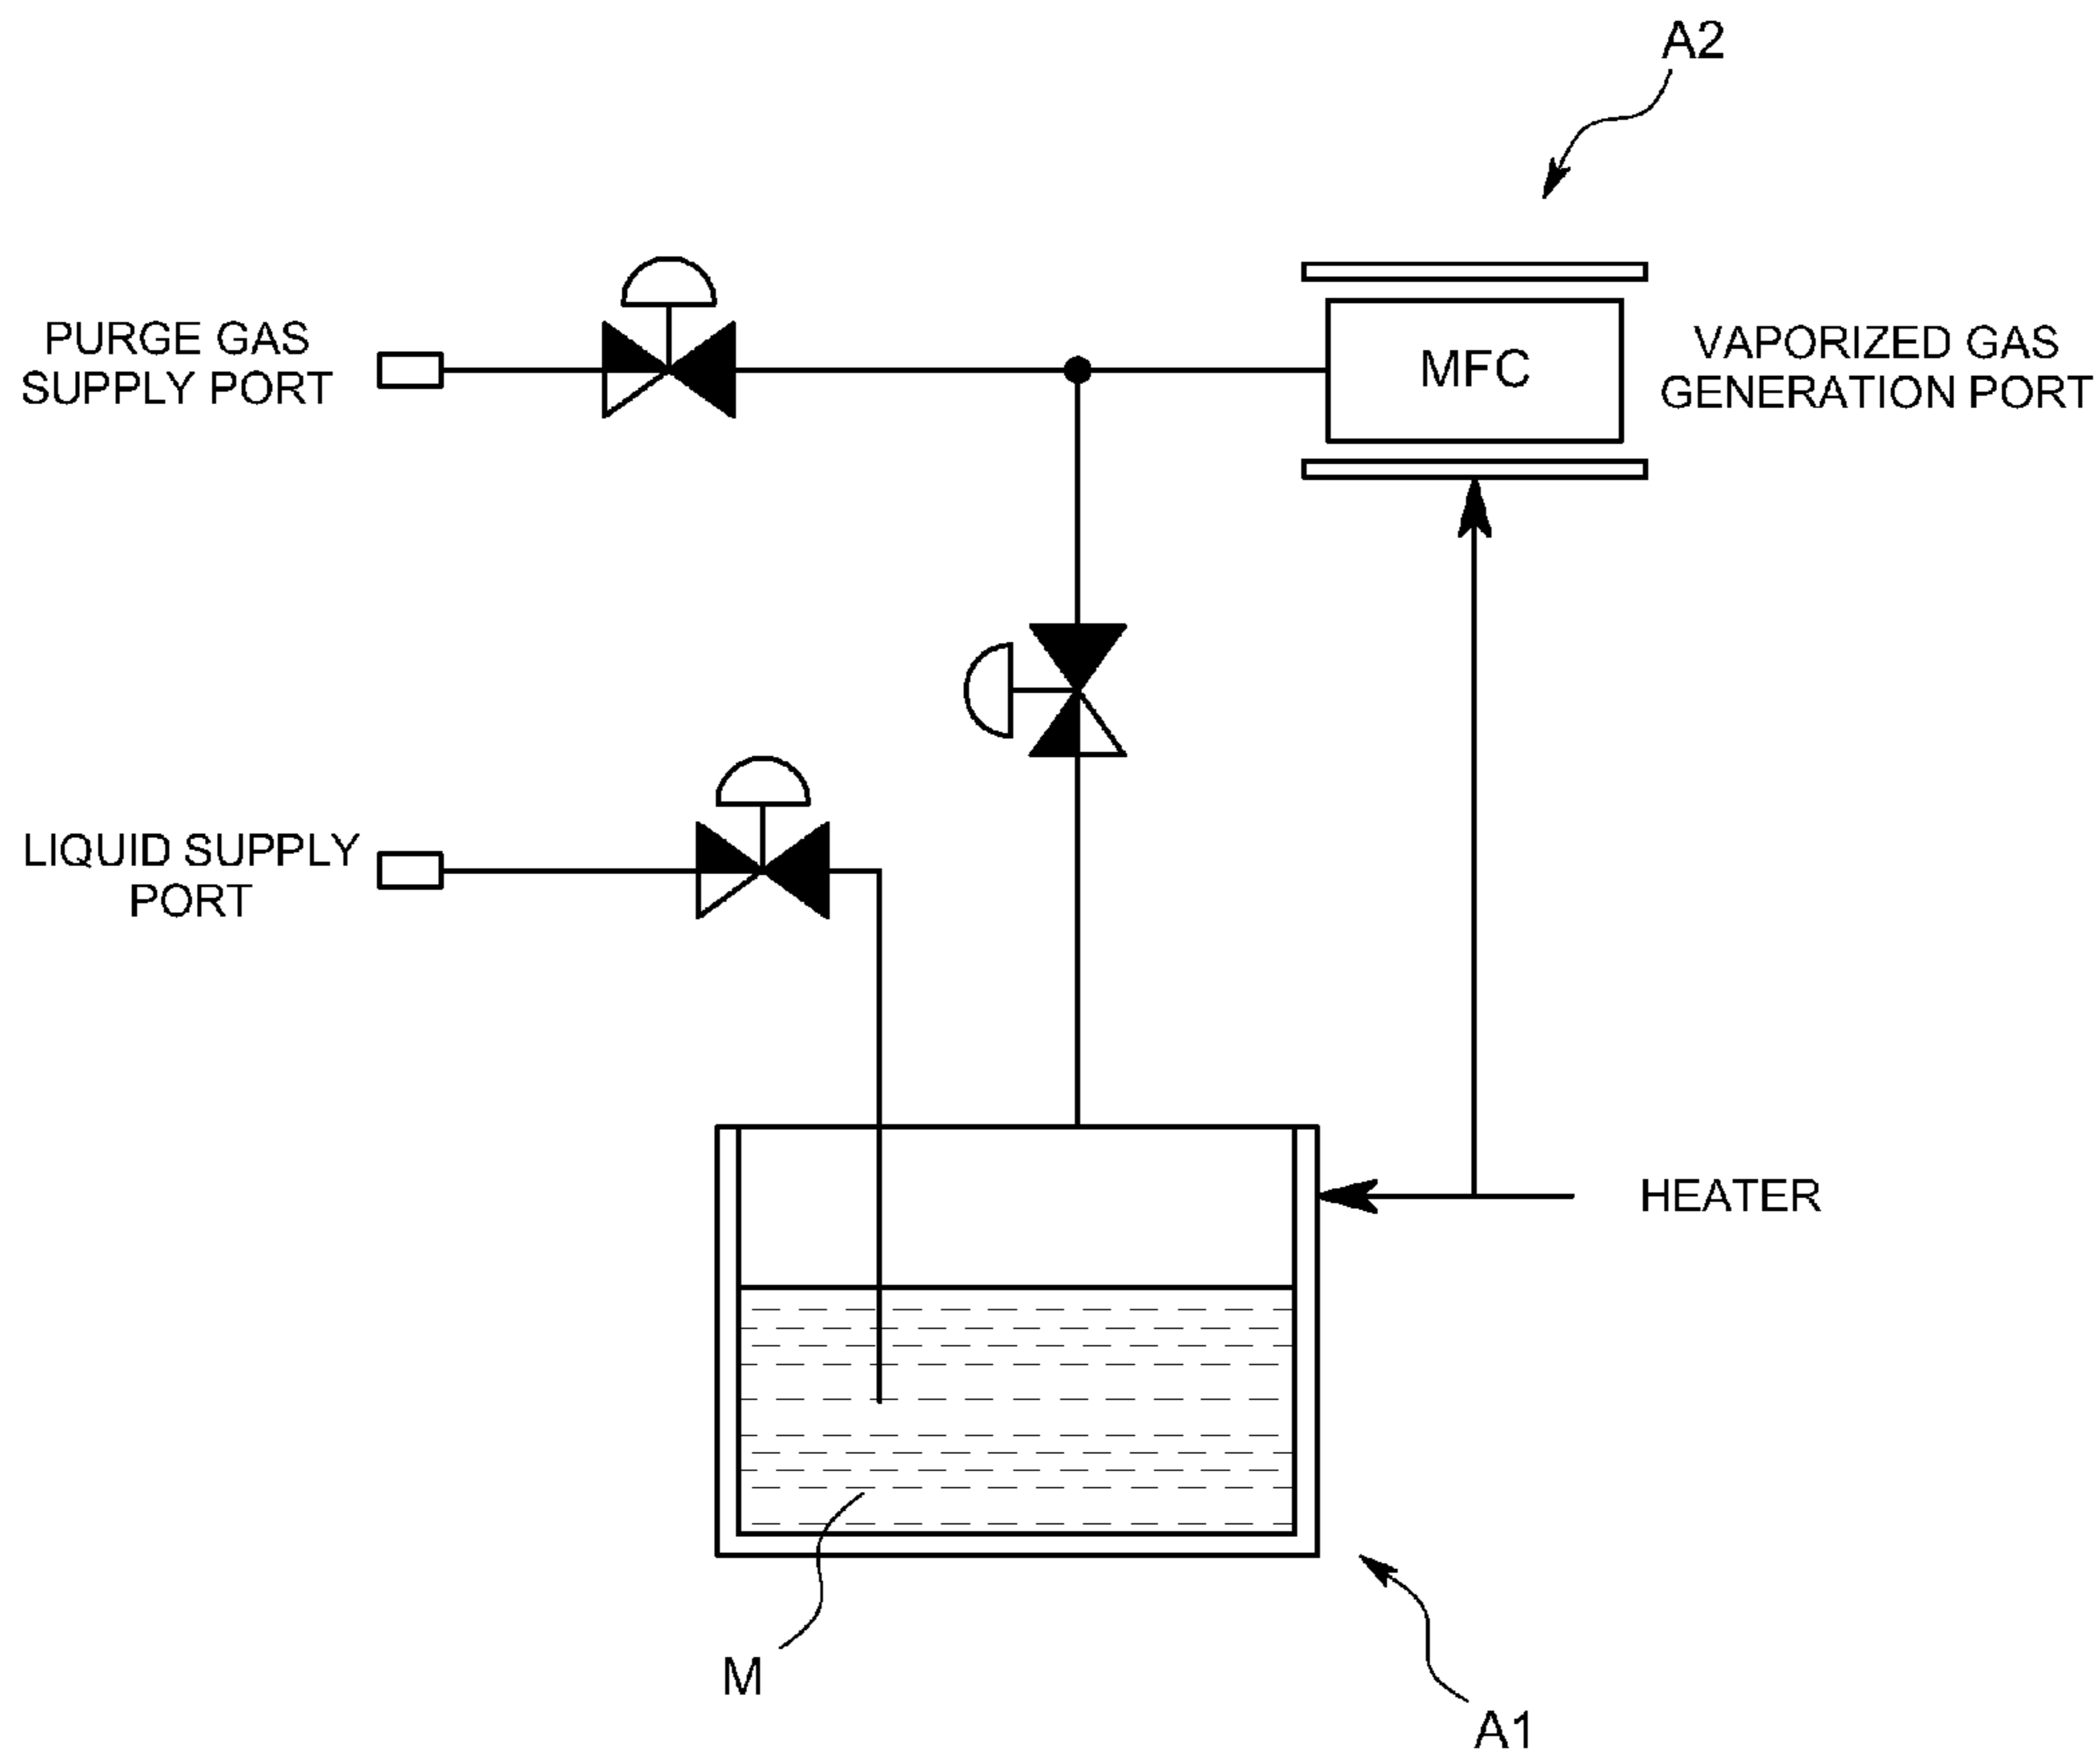 A2
PURGE GAS
SUPPLY PORT
MFC
VAPORIZED GAS
GENERATION PORT
LIQUID SUPPLY
PORT
HEATER
M
A1